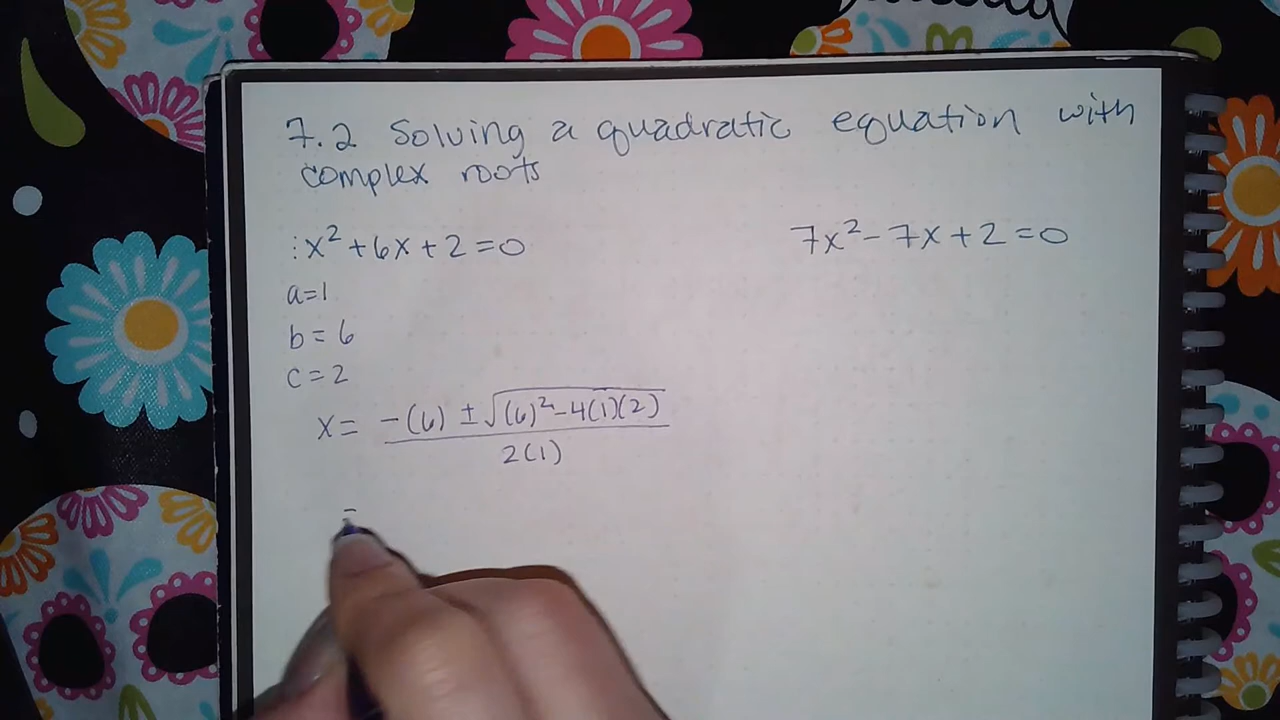 7.2 Solving a quadratic equation with
complex roots
:x²+6x+2=0
7x²-7x+2=0
a=1
b=6
c=2
x= -(6) ±√(6)²-4(1)(2)
2(1)
=